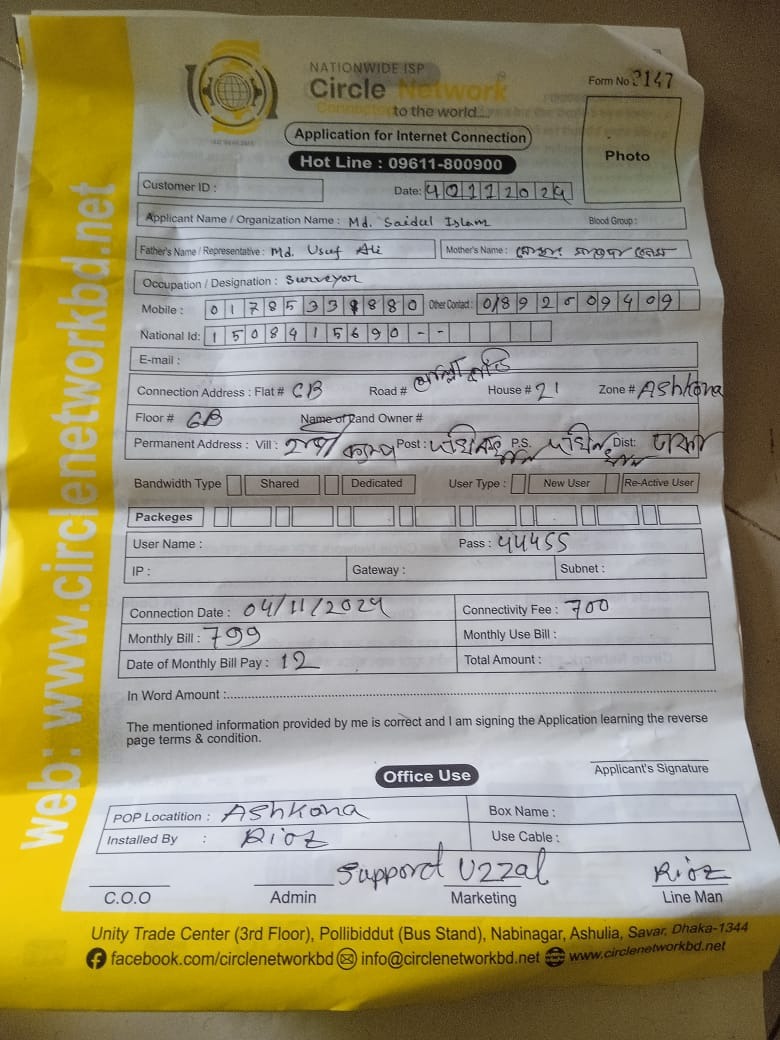 NATIONWIDE ISP
Circle Network
to the world....
Form No 2147
Application for Internet Connection
Hot Line : 09611-800900
Photo
Customer ID :
Date:
Applicant Name / Organization Name : Md. Saidul Islam Blood Group :
Father's Name / Representative : Md. Usuf Ali Mother's Name :
Occupation / Designation : Surveyor
Mobile : Other Contact :
National Id: 1508415690--
E-mail :
Connection Address : Flat # House # 21 Zone # Ashkona
Floor # 6B Name of Land Owner #
Permanent Address : Vill: Post : P.S. Dist: ঢাকা
Bandwidth Type Shared Dedicated User Type : New User Re-Active User
Packeges
User Name : Pass : 44455
IP : Gateway : Subnet :
Connection Date : 04/11/2024 Connectivity Fee : 700
Monthly Bill : 799 Monthly Use Bill :
Date of Monthly Bill Pay : 12 Total Amount :
In Word Amount :
The mentioned information provided by me is correct and I am signing the Application learning the reverse
page terms & condition.
Applicant's Signature
Office Use
POP Locatition : Ashkona Box Name :
Installed By : Rioz Use Cable :
Support Uzzal Rioz
C.O.O Admin Marketing Line Man
Unity Trade Center (3rd Floor), Pollibiddut (Bus Stand), Nabinagar, Ashulia, Savar, Dhaka-1344
facebook.com/circlenetworkbd info@circlenetworkbd.net www.circlenetworkbd.net
web: www.circlenetworkbd.net